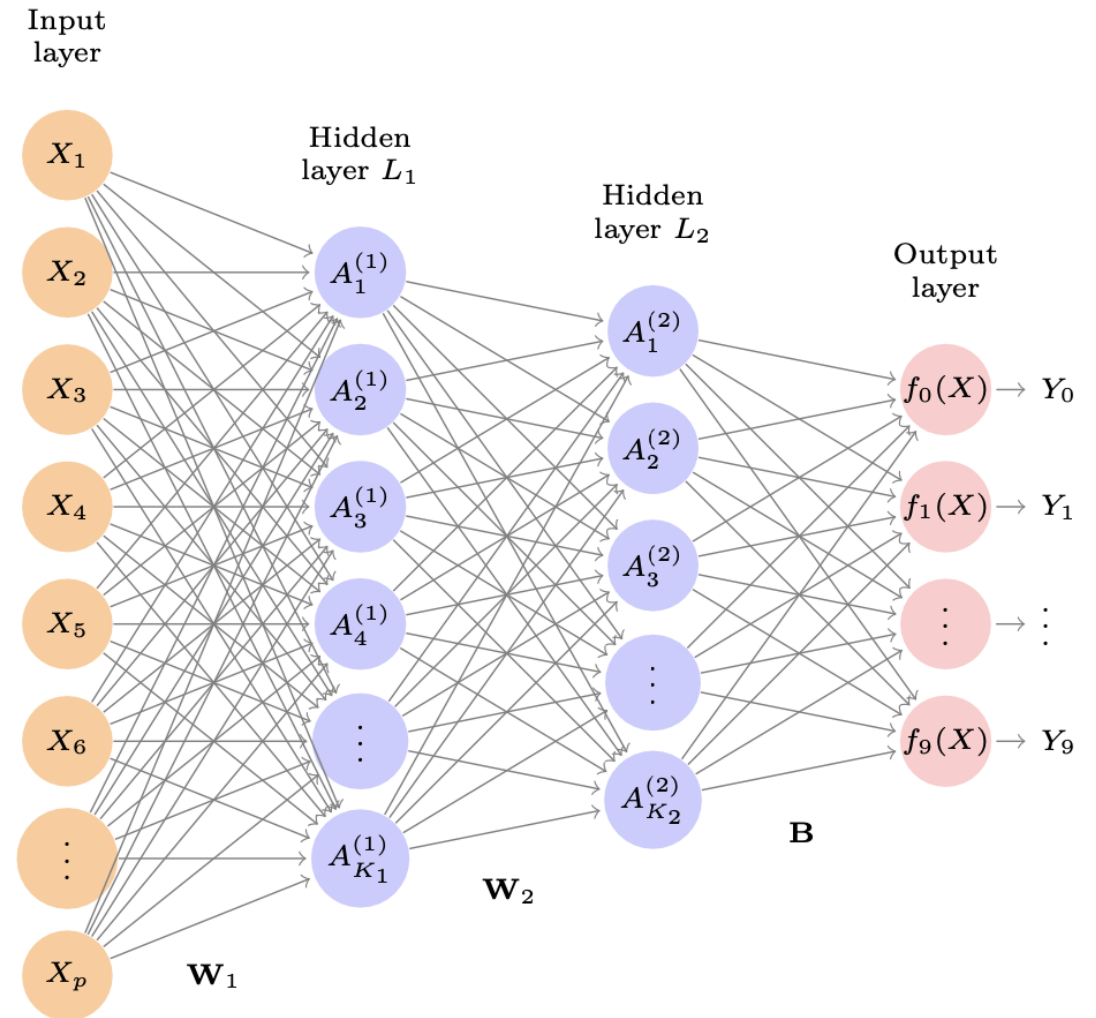 Input
layer
Hidden
layer L₁
Hidden
layer L₂
Output
layer
X₁
X₂
X₃
X₄
X₅
X₆
⋮
Xₚ
A₁⁽¹⁾
A₂⁽¹⁾
A₃⁽¹⁾
A₄⁽¹⁾
⋮
A_{K₁}⁽¹⁾
A₁⁽²⁾
A₂⁽²⁾
A₃⁽²⁾
⋮
A_{K₂}⁽²⁾
f₀(X) → Y₀
f₁(X) → Y₁
⋮ → ⋮
f₉(X) → Y₉
W₁
W₂
B